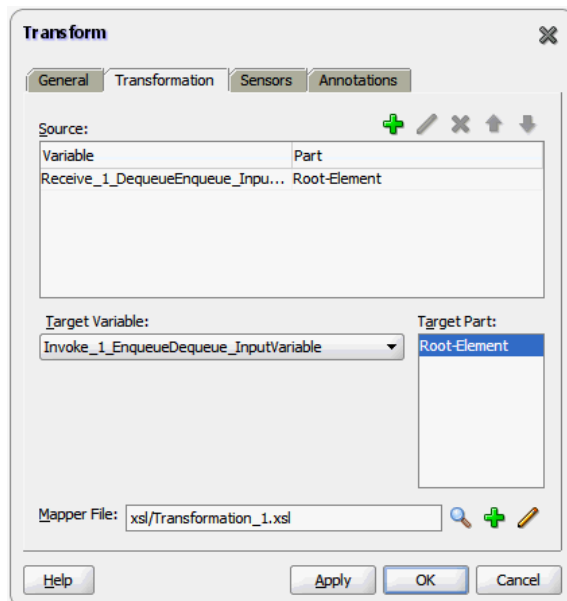 Transform
General Transformation Sensors Annotations
Source:
Variable Part
Receive_1_DequeueEnqueue_Inpu... Root-Element
Target Variable: Target Part:
Invoke_1_EnqueueDequeue_InputVariable Root-Element
Mapper File: xsl/Transformation_1.xsl
Help Apply OK Cancel